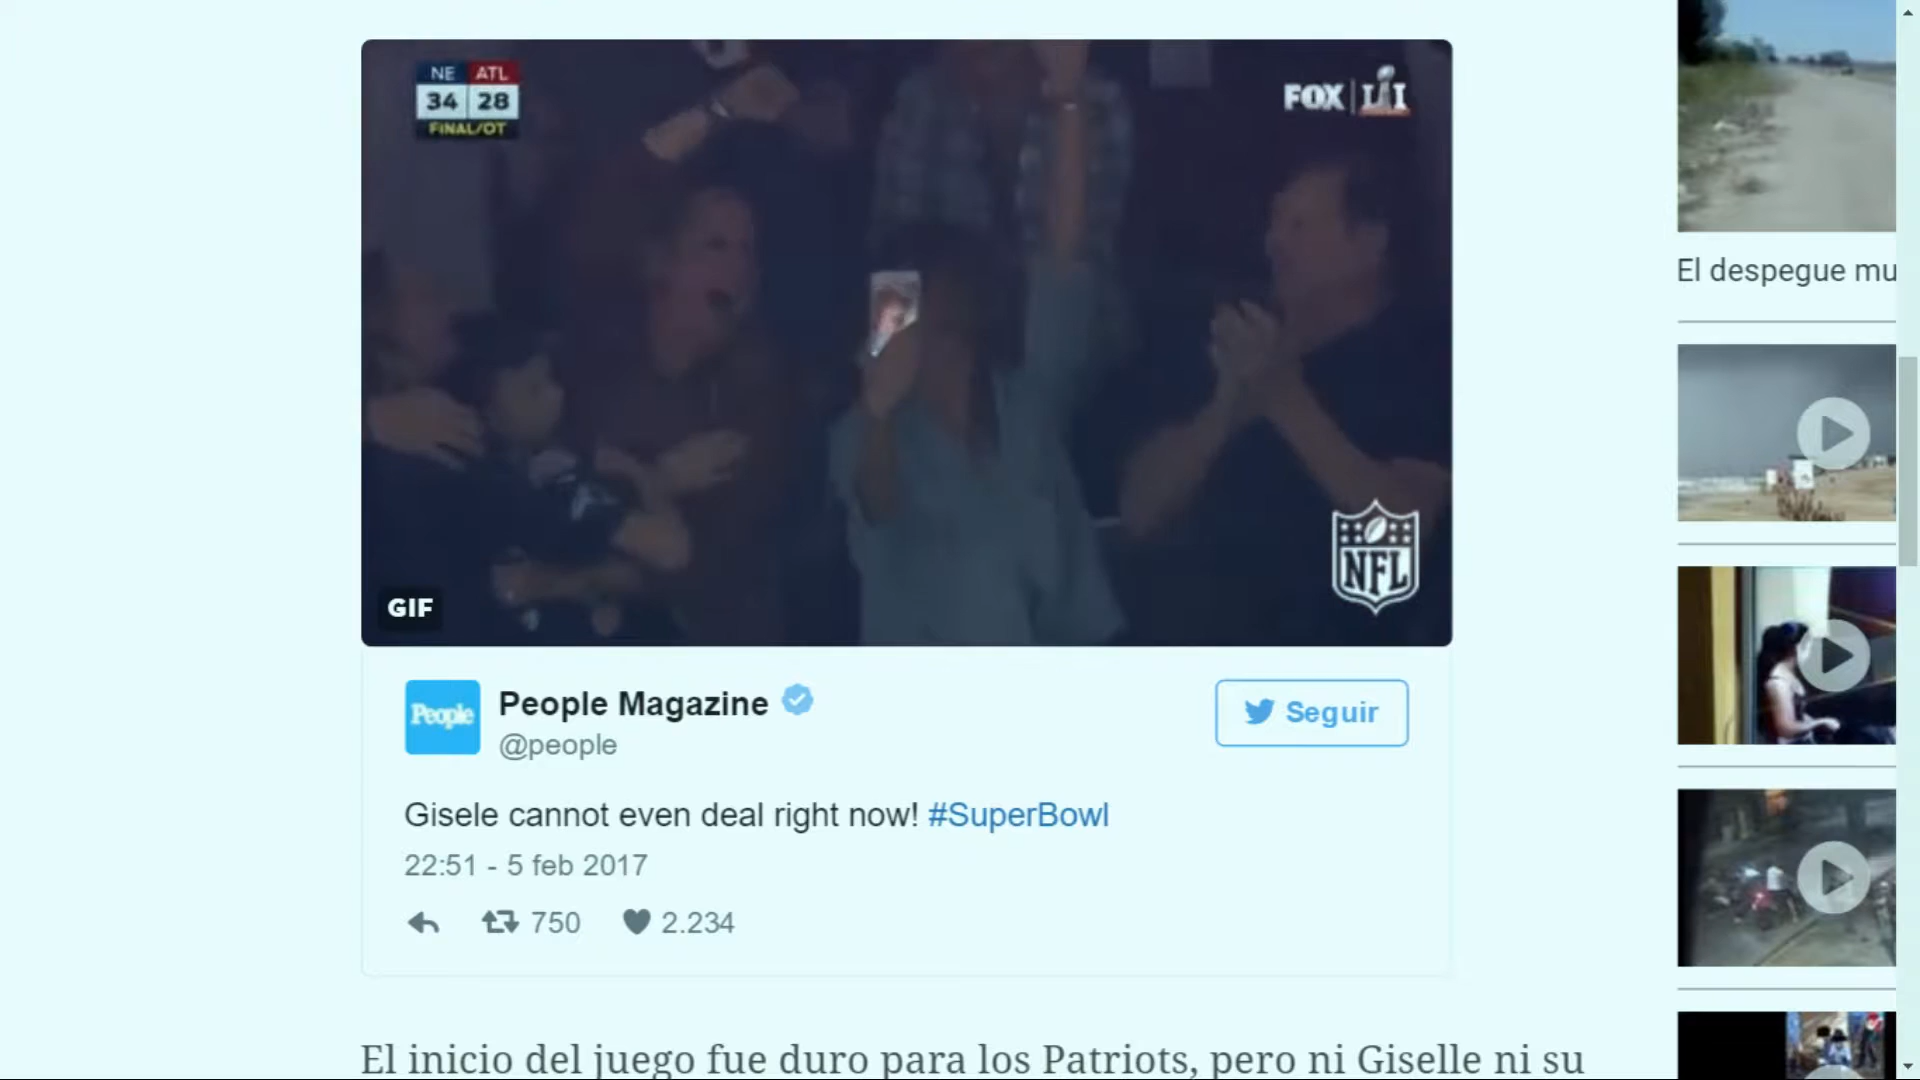 NE ATL
34 28
FINAL/OT
FOX LI
NFL
GIF
People
People Magazine
@people
Seguir
Gisele cannot even deal right now! #SuperBowl
22:51 - 5 feb 2017
750 2.234
El inicio del juego fue duro para los Patriots, pero ni Giselle ni su
El despegue mu